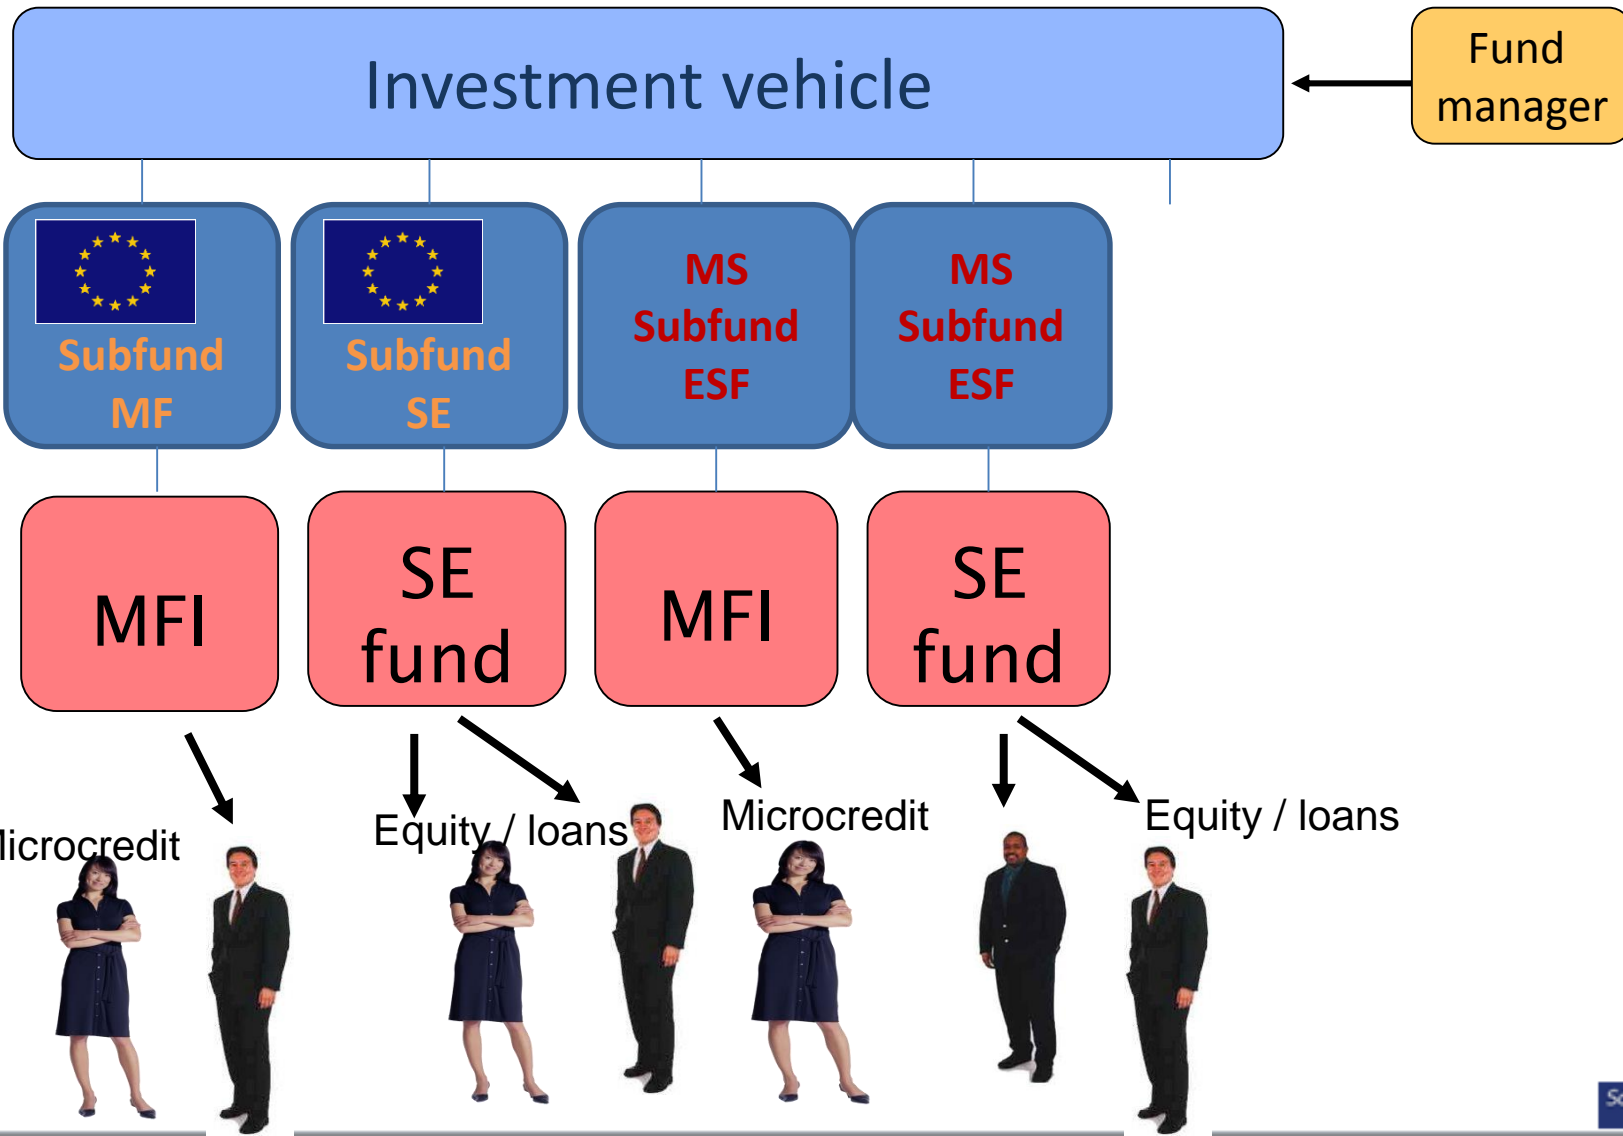 Investment vehicle
Fund
manager
Subfund
MF
Subfund
SE
MS
Subfund
ESF
MS
Subfund
ESF
MFI
SE
fund
MFI
SE
fund
Microcredit
Equity / loans
Microcredit
Equity / loans